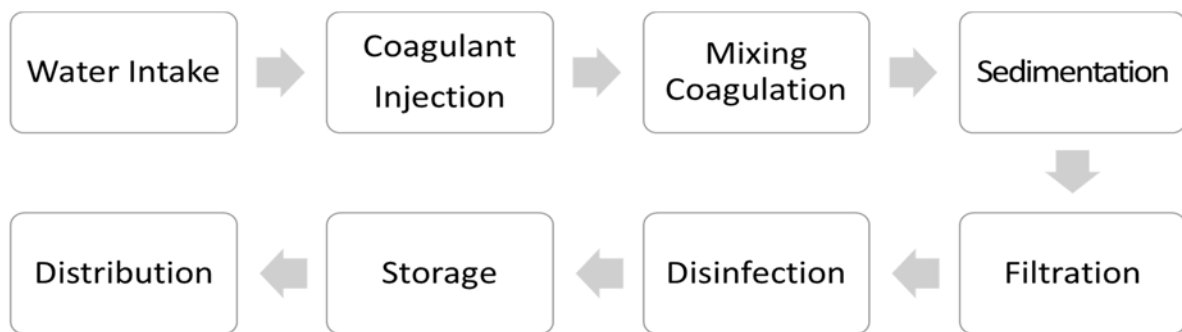 Water Intake
Coagulant
Injection
Mixing
Coagulation
Sedimentation
Filtration
Disinfection
Storage
Distribution